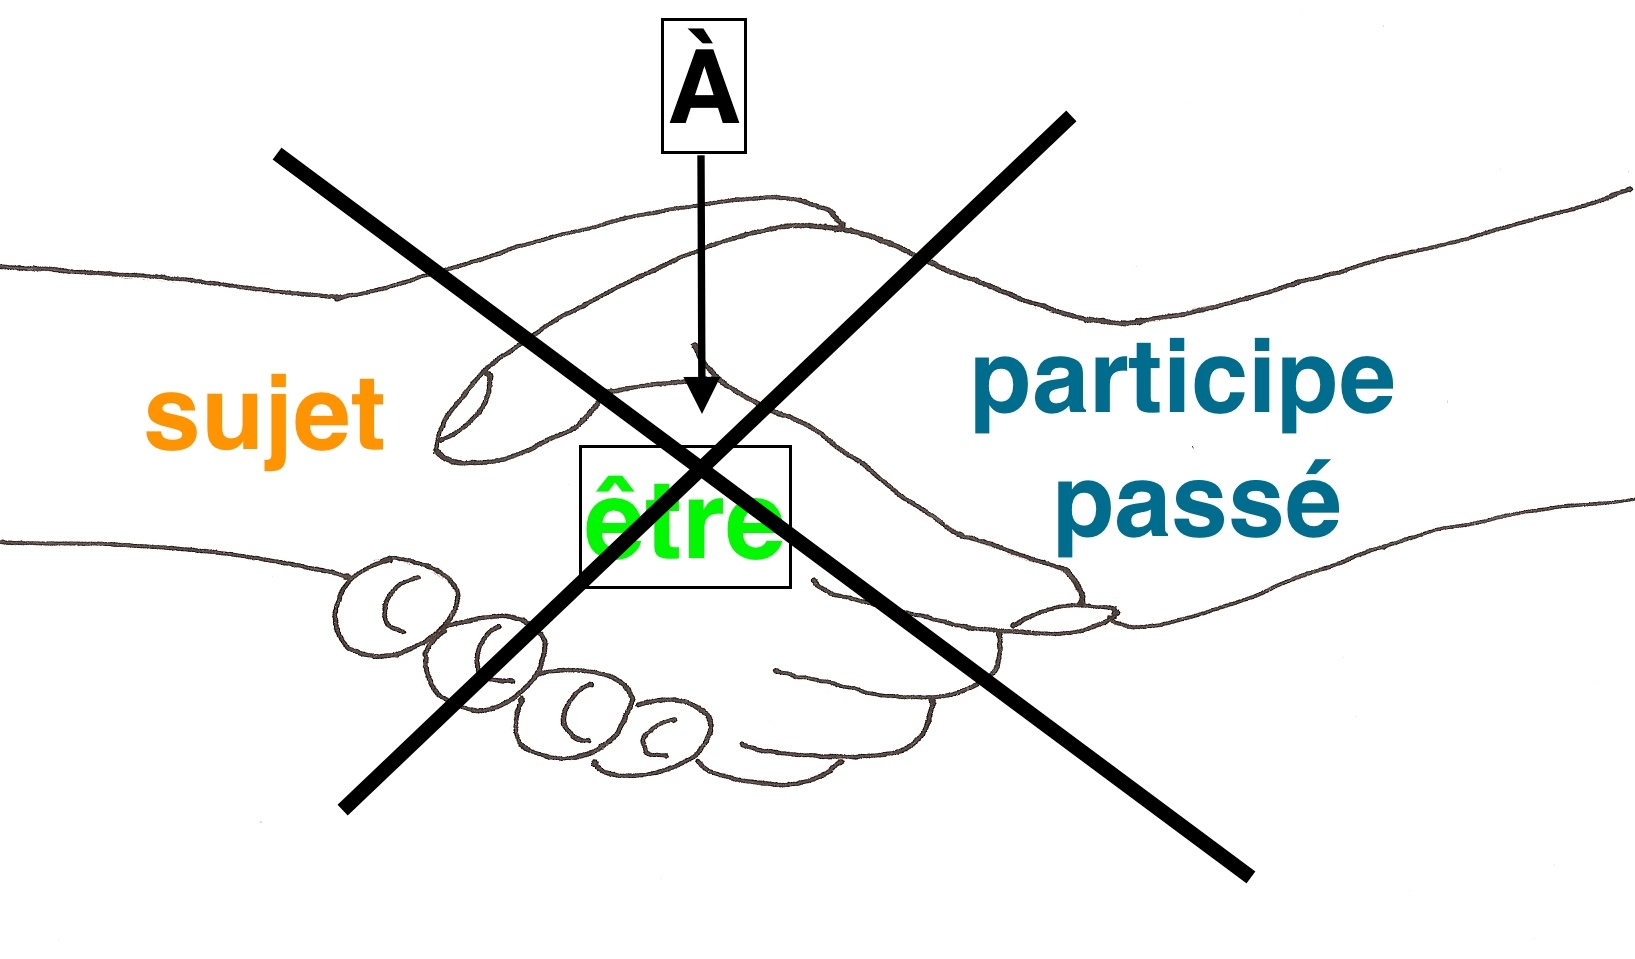 À
sujet
être
participe
passé